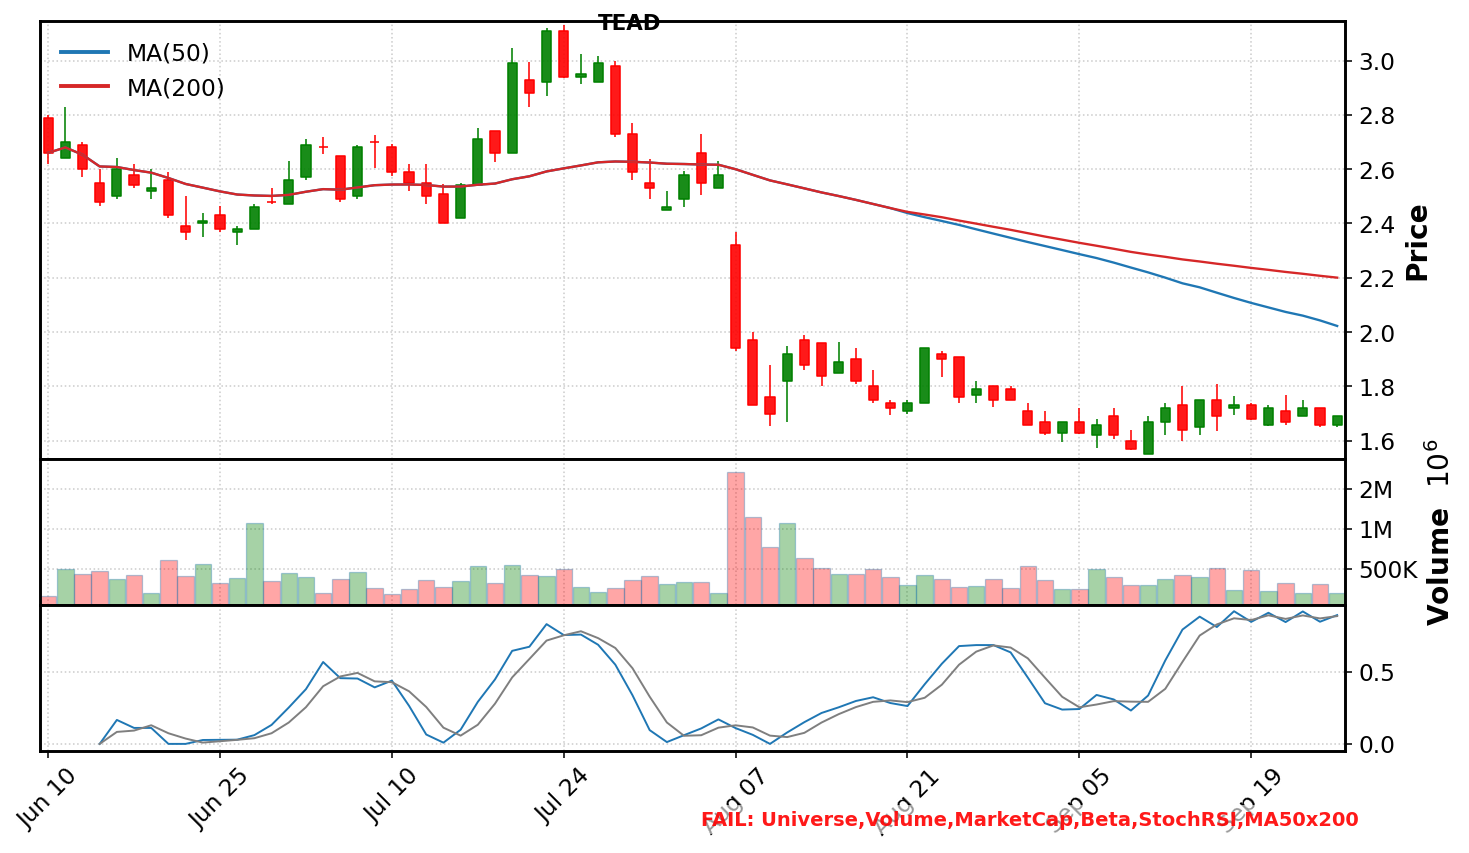 TEAD
MA(50)
MA(200)
3.0
2.8
2.6
2.4
2.2
2.0
1.8
1.6
Price
2M
1M
500K
Volume 10⁶
0.5
0.0
Jun 10
Jun 25
Jul 10
Jul 24
Aug 07
Aug 21
Sep 05
Sep 19
FAIL: Universe,Volume,MarketCap,Beta,StochRSI,MA50x200